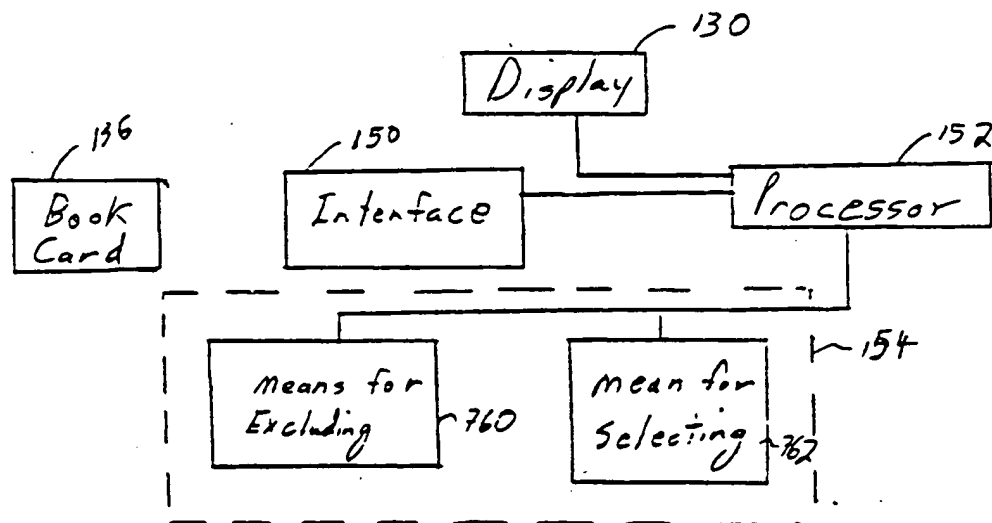 130
Display
136
Book
Card
150
Interface
152
Processor
154
means for
Excluding
760
mean for
Selecting
762